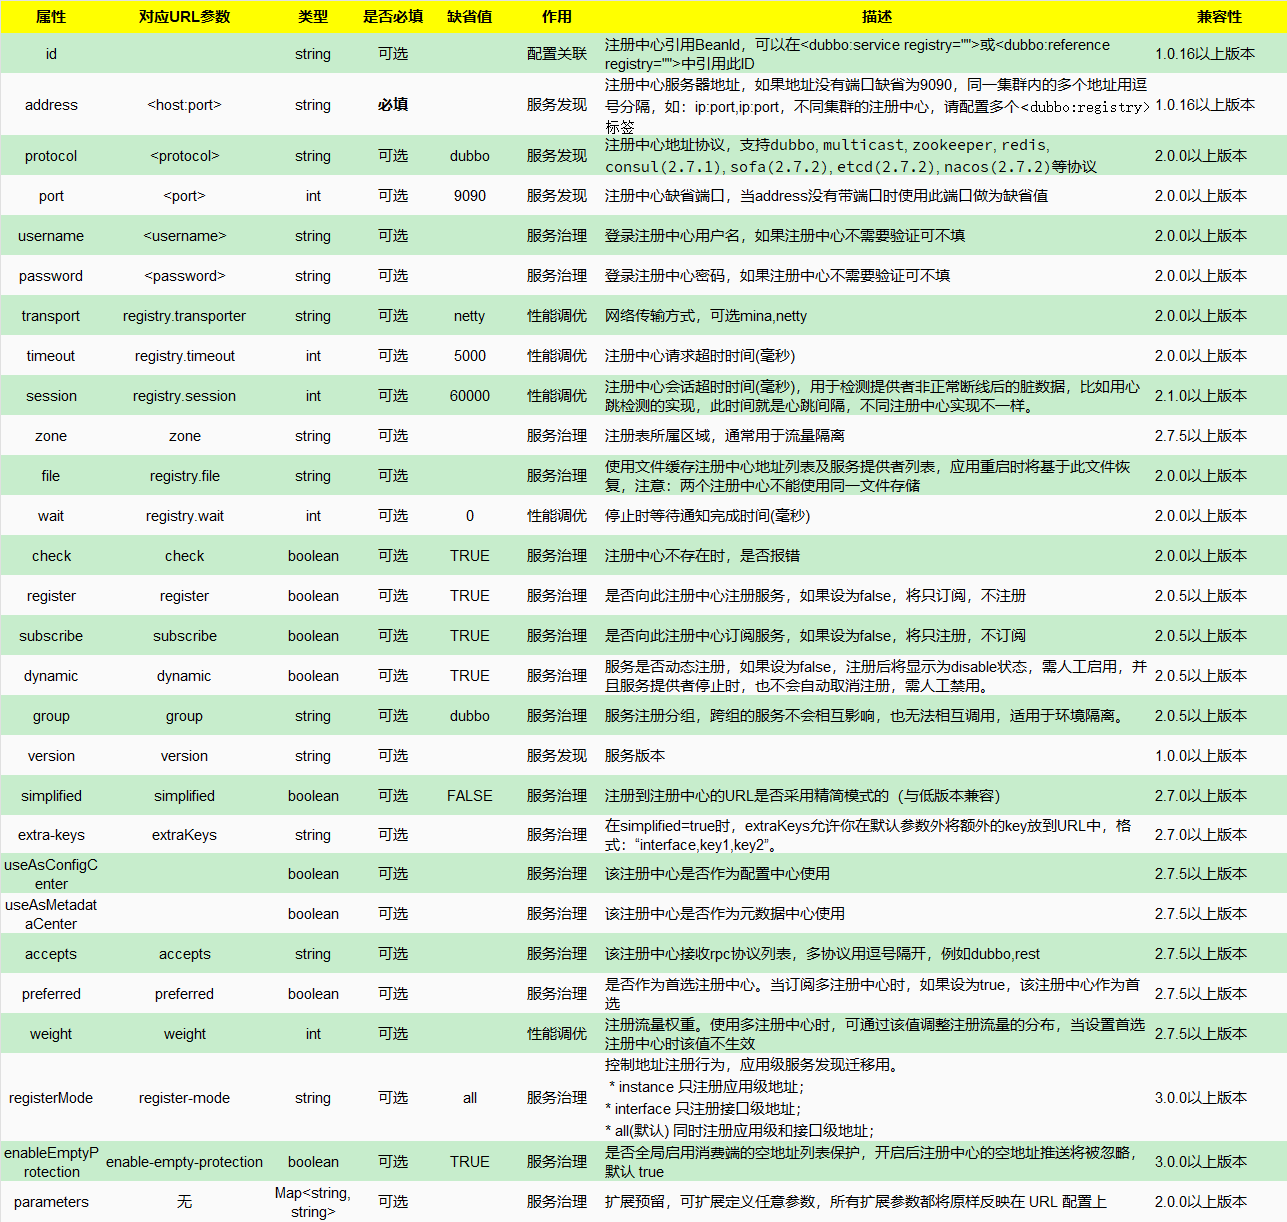 属性 对应URL参数 类型 是否必填 缺省值 作用 描述 兼容性
id string 可选 配置关联 注册中心引用BeanId，可以在<dubbo:service registry="">或<dubbo:reference
registry="">中引用此ID 1.0.16以上版本
address <host:port> string 必填 服务发现 注册中心服务器地址，如果地址没有端口缺省为9090，同一集群内的多个地址用逗
号分隔，如：ip:port,ip:port，不同集群的注册中心，请配置多个<dubbo:registry>
标签 1.0.16以上版本
protocol <protocol> string 可选 dubbo 服务发现 注册中心地址协议，支持dubbo, multicast, zookeeper, redis,
consul(2.7.1), sofa(2.7.2), etcd(2.7.2), nacos(2.7.2)等协议 2.0.0以上版本
port <port> int 可选 9090 服务发现 注册中心缺省端口，当address没有带端口时使用此端口做为缺省值 2.0.0以上版本
username <username> string 可选 服务治理 登录注册中心用户名，如果注册中心不需要验证可不填 2.0.0以上版本
password <password> string 可选 服务治理 登录注册中心密码，如果注册中心不需要验证可不填 2.0.0以上版本
transport registry.transporter string 可选 netty 性能调优 网络传输方式，可选mina,netty 2.0.0以上版本
timeout registry.timeout int 可选 5000 性能调优 注册中心请求超时时间(毫秒) 2.0.0以上版本
session registry.session int 可选 60000 性能调优 注册中心会话超时时间(毫秒)，用于检测提供者非正常断线后的脏数据，比如用心
跳检测的实现，此时间就是心跳间隔，不同注册中心实现不一样。 2.1.0以上版本
zone zone string 可选 服务治理 注册表所属区域，通常用于流量隔离 2.7.5以上版本
file registry.file string 可选 服务治理 使用文件缓存注册中心地址列表及服务提供者列表，应用重启时将基于此文件恢
复，注意：两个注册中心不能使用同一文件存储 2.0.0以上版本
wait registry.wait int 可选 0 性能调优 停止时等待通知完成时间(毫秒) 2.0.0以上版本
check check boolean 可选 TRUE 服务治理 注册中心不存在时，是否报错 2.0.0以上版本
register register boolean 可选 TRUE 服务治理 是否向此注册中心注册服务，如果设为false，将只订阅，不注册 2.0.5以上版本
subscribe subscribe boolean 可选 TRUE 服务治理 是否向此注册中心订阅服务，如果设为false，将只注册，不订阅 2.0.5以上版本
dynamic dynamic boolean 可选 TRUE 服务治理 服务是否动态注册，如果设为false，注册后将显示为disable状态，需人工启用，并
且服务提供者停止时，也不会自动取消注册，需人工禁用。 2.0.5以上版本
group group string 可选 dubbo 服务治理 服务注册分组，跨组的服务不会相互影响，也无法相互调用，适用于环境隔离。 2.0.5以上版本
version version string 可选 服务发现 服务版本 1.0.0以上版本
simplified simplified boolean 可选 FALSE 服务治理 注册到注册中心的URL是否采用精简模式的（与低版本兼容） 2.7.0以上版本
extra-keys extraKeys string 可选 服务治理 在simplified=true时，extraKeys允许你在默认参数外将额外的key放到URL中，格
式：“interface,key1,key2”。 2.7.0以上版本
useAsConfigC
enter boolean 可选 服务治理 该注册中心是否作为配置中心使用 2.7.5以上版本
useAsMetadat
aCenter boolean 可选 服务治理 该注册中心是否作为元数据中心使用 2.7.5以上版本
accepts accepts string 可选 服务治理 该注册中心接收rpc协议列表，多协议用逗号隔开，例如dubbo,rest 2.7.5以上版本
preferred preferred boolean 可选 服务治理 是否作为首选注册中心。当订阅多注册中心时，如果设为true，该注册中心作为首
选 2.7.5以上版本
weight weight int 可选 性能调优 注册流量权重。使用多注册中心时，可通过该值调整注册流量的分布，当设置首选
注册中心时该值不生效 2.7.5以上版本
registerMode register-mode string 可选 all 服务治理 控制地址注册行为，应用级服务发现迁移用。
* instance 只注册应用级地址；
* interface 只注册接口级地址；
* all(默认) 同时注册应用级和接口级地址； 3.0.0以上版本
enableEmptyP
rotection enable-empty-protection boolean 可选 TRUE 服务治理 是否全局启用消费端的空地址列表保护，开启后注册中心的空地址推送将被忽略，
默认 true 3.0.0以上版本
parameters 无 Map<string,
string> 可选 服务治理 扩展预留，可扩展定义任意参数，所有扩展参数都将原样反映在 URL 配置上 2.0.0以上版本